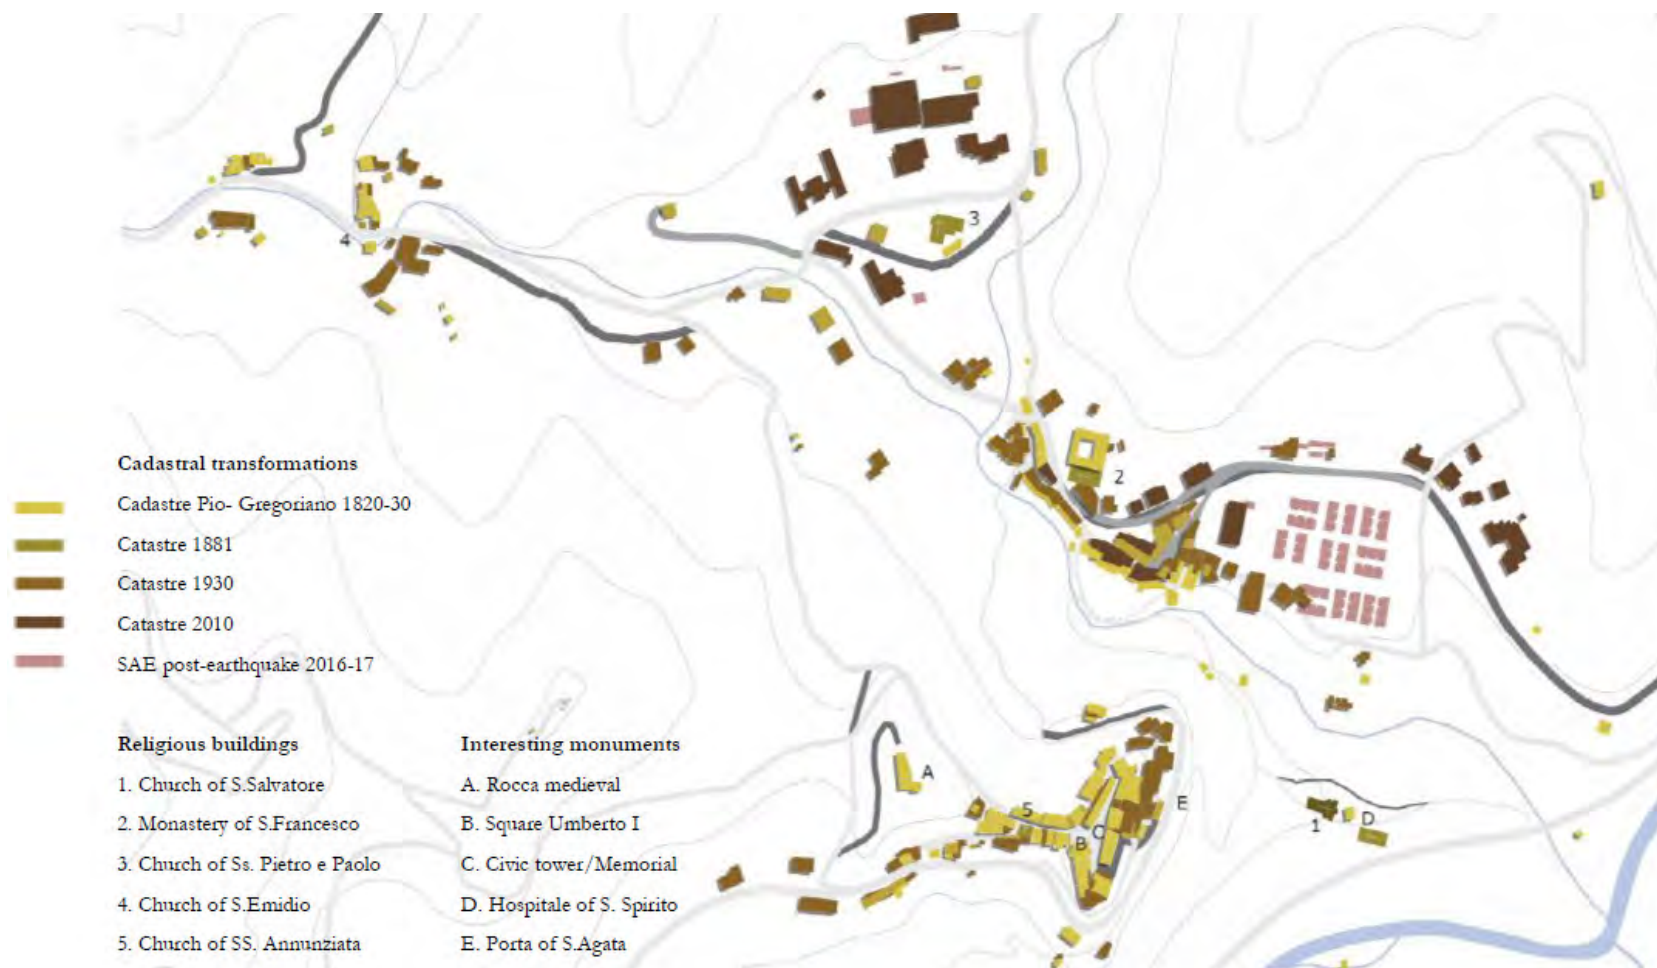 3
4
2
Cadastral transformations
Cadastre Pio- Gregoriano 1820-30
Catastre 1881
Catastre 1930
Catastre 2010
SAE post-earthquake 2016-17
Religious buildings
1. Church of S.Salvatore
2. Monastery of S.Francesco
3. Church of Ss. Pietro e Paolo
4. Church of S.Emidio
5. Church of SS. Annunziata
Interesting monuments
A. Rocca medieval
B. Square Umberto I
C. Civic tower/Memorial
D. Hospitale of S. Spirito
E. Porta of S.Agata
A
5
B
C
E
1
D